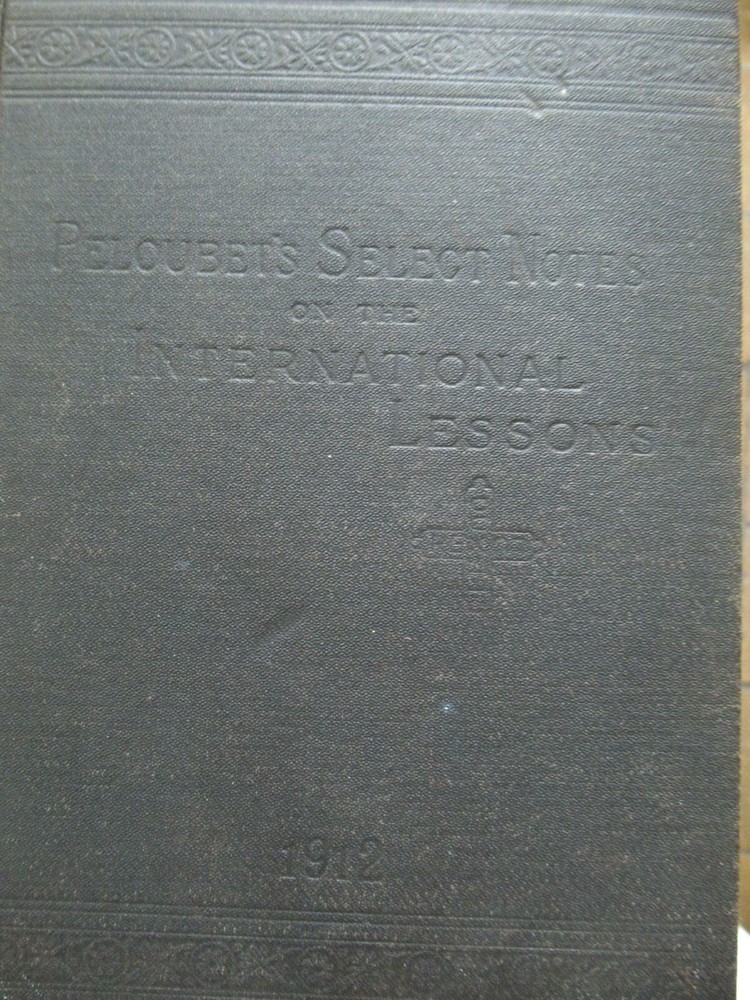 PELOUBET'S SELECT NOTES
ON THE
INTERNATIONAL
LESSONS
1912